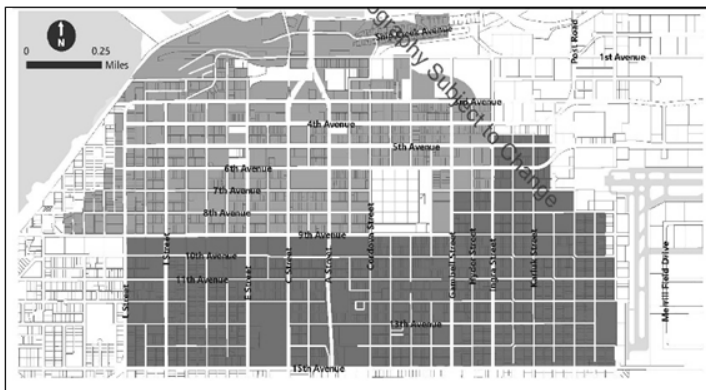 N
0 0.25
Miles
ography Subject to Change
Ship Creek Avenue
Post Road
1st Avenue
3rd Avenue
4th Avenue
5th Avenue
6th Avenue
7th Avenue
8th Avenue
9th Avenue
10th Avenue
11th Avenue
13th Avenue
15th Avenue
L Street
I Street
E Street
C Street
A Street
Cordova Street
Gambell Street
Hyder Street
Ingra Street
Karluk Street
Merrill Field Drive